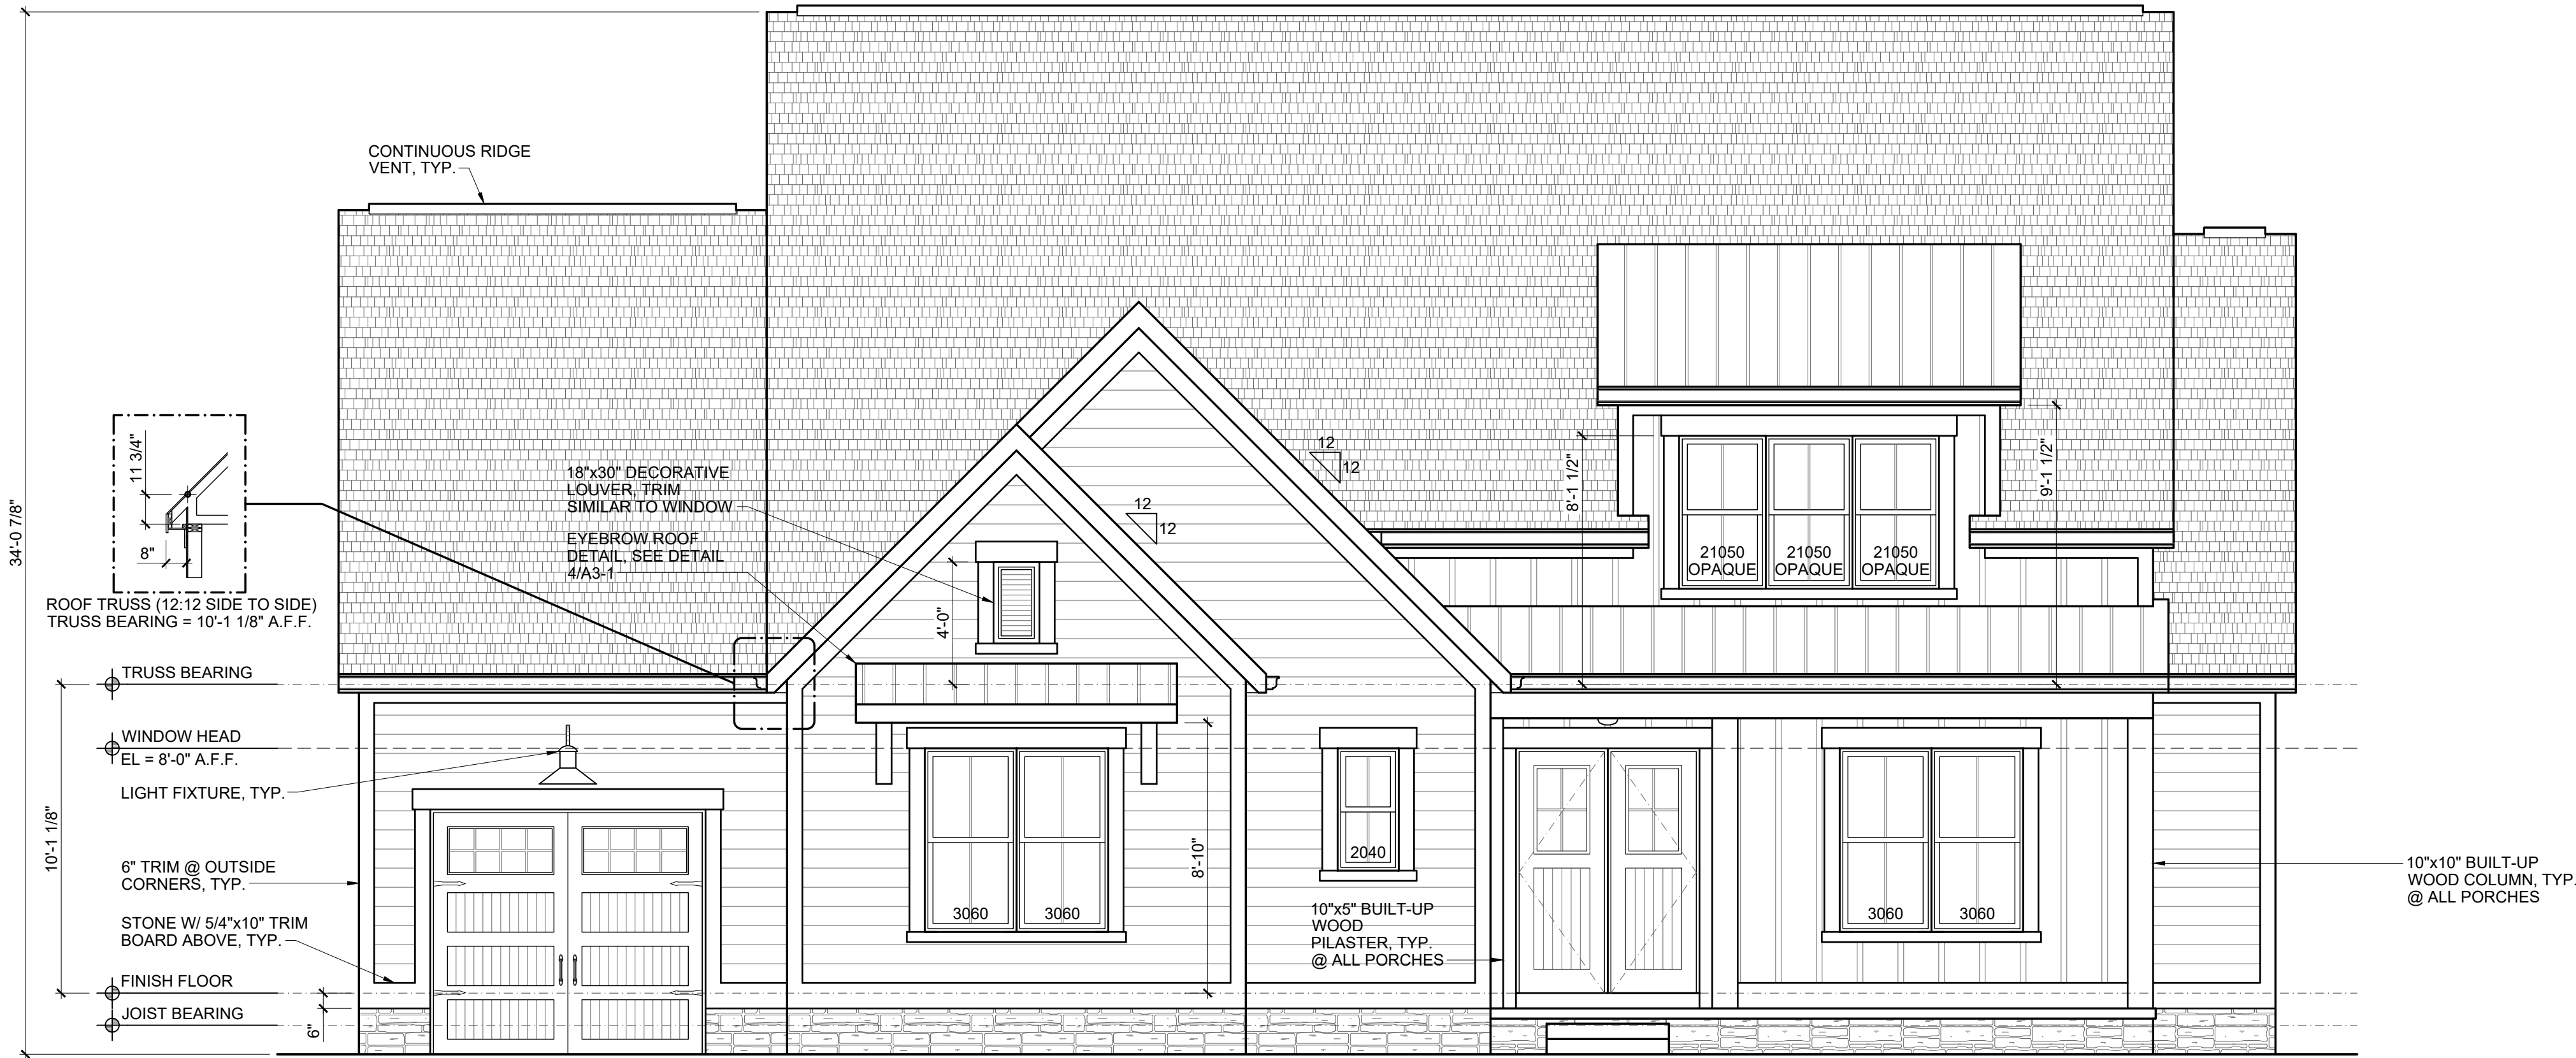 34'-0 7/8"
CONTINUOUS RIDGE
VENT, TYP.
11 3/4"
8"
ROOF TRUSS (12:12 SIDE TO SIDE)
TRUSS BEARING = 10'-1 1/8" A.F.F.
18"x30" DECORATIVE
LOUVER, TRIM
SIMILAR TO WINDOW
EYEBROW ROOF
DETAIL, SEE DETAIL
4/A3-1
12
12
12
12
4'-0"
8'-1 1/2"
9'-1 1/2"
21050
OPAQUE
21050
OPAQUE
21050
OPAQUE
TRUSS BEARING
WINDOW HEAD
EL = 8'-0" A.F.F.
LIGHT FIXTURE, TYP.
10'-1 1/8"
6" TRIM @ OUTSIDE
CORNERS, TYP.
STONE W/ 5/4"x10" TRIM
BOARD ABOVE, TYP.
FINISH FLOOR
JOIST BEARING
6"
3060
3060
8'-10"
2040
10"x5" BUILT-UP
WOOD
PILASTER, TYP.
@ ALL PORCHES
3060
3060
10"x10" BUILT-UP
WOOD COLUMN, TYP.
@ ALL PORCHES